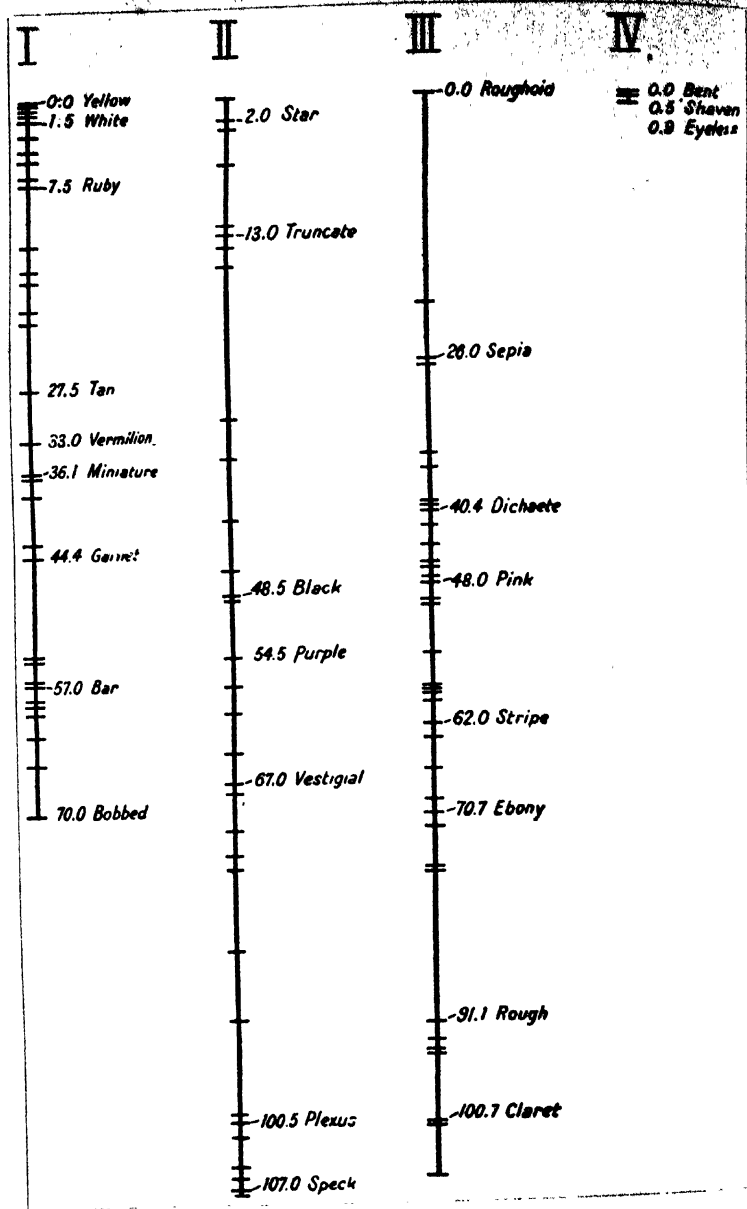 I
0.0 Yellow
1.5 White
7.5 Ruby
27.5 Tan
33.0 Vermilion
36.1 Miniature
44.4 Garnet
57.0 Bar
70.0 Bobbed
II
2.0 Star
13.0 Truncate
48.5 Black
54.5 Purple
67.0 Vestigial
100.5 Plexus
107.0 Speck
III
0.0 Roughoid
26.0 Sepia
40.4 Dichaete
48.0 Pink
62.0 Stripe
70.7 Ebony
91.1 Rough
100.7 Claret
IV
0.0 Bent
0.5 Shaven
0.9 Eyeless